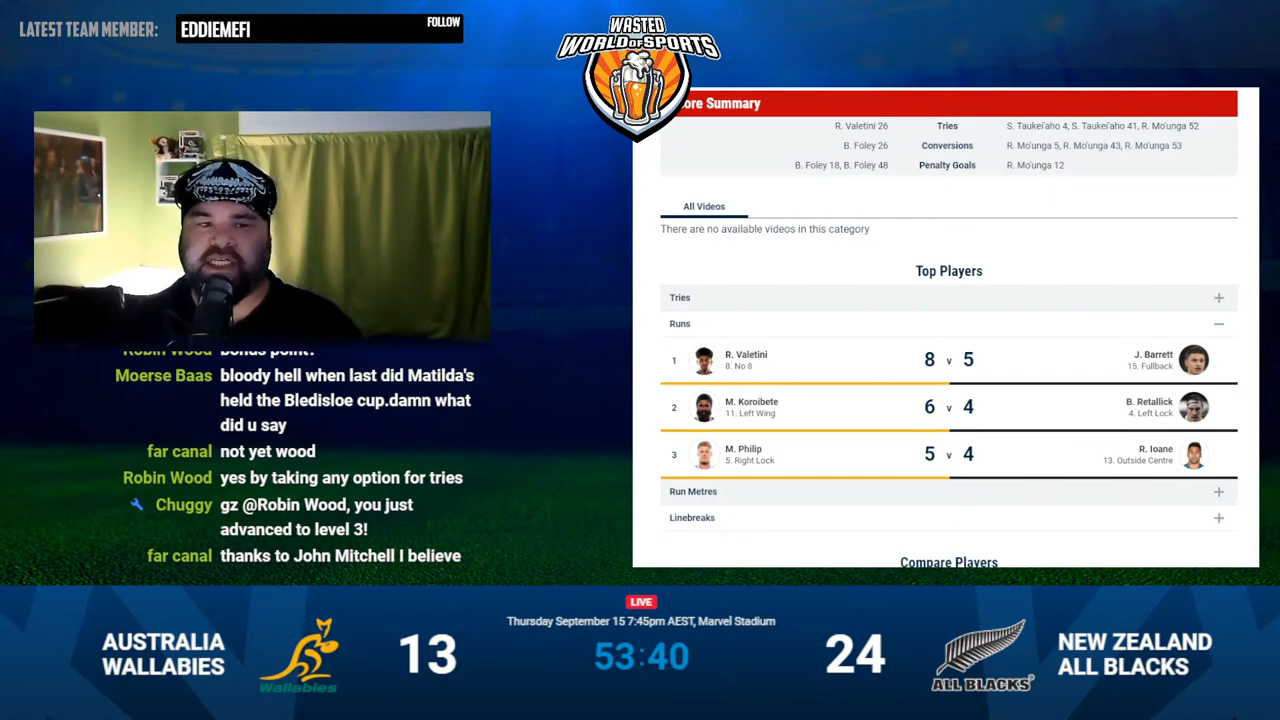 LATEST TEAM MEMBER:
EDDIEMEFI
FOLLOW
WASTED
WORLD OF SPORTS
ore Summary
R. Valetini 26 Tries S. Taukei'aho 4, S. Taukei'aho 41, R. Mo'unga 52
B. Foley 26 Conversions R. Mo'unga 5, R. Mo'unga 43, R. Mo'unga 53
B. Foley 18, B. Foley 48 Penalty Goals R. Mo'unga 12
All Videos
There are no available videos in this category
Top Players
Tries +
Runs −
1 R. Valetini 8 v 5 J. Barrett
8. No 8 15. Fullback
2 M. Koroibete 6 v 4 B. Retallick
11. Left Wing 4. Left Lock
3 M. Philip 5 v 4 R. Ioane
5. Right Lock 13. Outside Centre
Run Metres +
Linebreaks +
Compare Players
Robin Wood bonus point?
Moerse Baas bloody hell when last did Matilda's
held the Bledisloe cup.damn what
did u say
far canal not yet wood
Robin Wood yes by taking any option for tries
Chuggy gz @Robin Wood, you just
advanced to level 3!
far canal thanks to John Mitchell I believe
LIVE
Thursday September 15 7:45pm AEST, Marvel Stadium
AUSTRALIA
WALLABIES
Wallabies
13
53:40
24
ALL BLACKS
NEW ZEALAND
ALL BLACKS